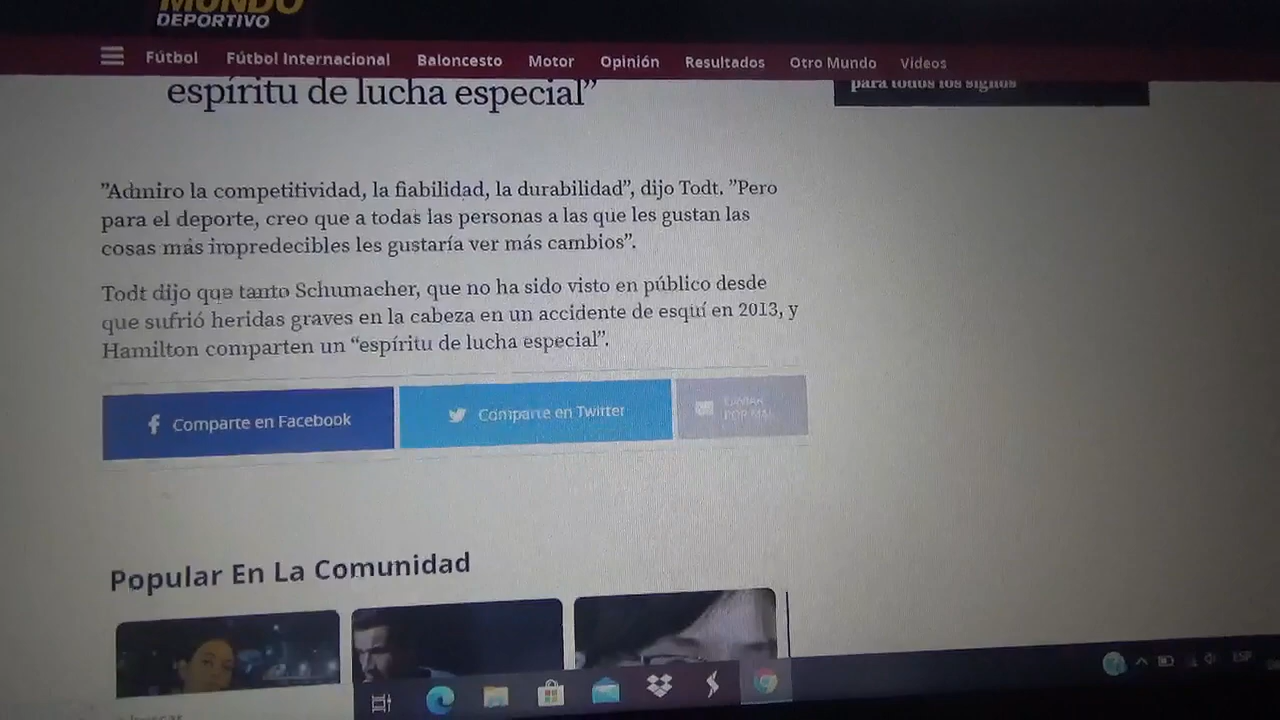 MUNDO
DEPORTIVO
Fútbol Fútbol Internacional Baloncesto Motor Opinión Resultados Otro Mundo Videos
espíritu de lucha especial”
para todos los signos
”Admiro la competitividad, la fiabilidad, la durabilidad”, dijo Todt. ”Pero
para el deporte, creo que a todas las personas a las que les gustan las
cosas más impredecibles les gustaría ver más cambios”.
Todt dijo que tanto Schumacher, que no ha sido visto en público desde
que sufrió heridas graves en la cabeza en un accidente de esquí en 2013, y
Hamilton comparten un “espíritu de lucha especial”.
Comparte en Facebook
Comparte en Twitter
ENVIAR
POR MAIL
Popular En La Comunidad
ESP